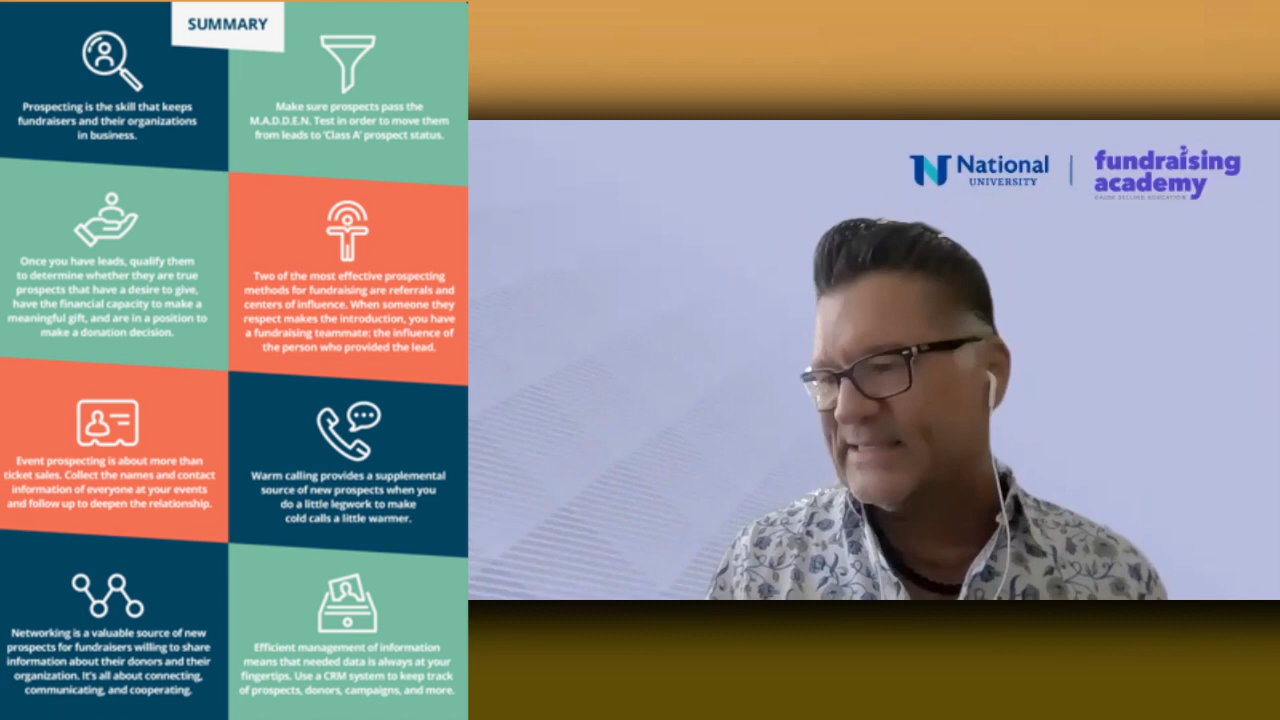 SUMMARY
Prospecting is the skill that keeps
fundraisers and their organizations
in business.
Make sure prospects pass the
M.A.D.D.E.N. Test in order to move them
from leads to 'Class A' prospect status.
Once you have leads, qualify them
to determine whether they are true
prospects that have a desire to give,
have the financial capacity to make a
meaningful gift, and are in a position to
make a donation decision.
Two of the most effective prospecting
methods for fundraising are referrals and
centers of influence. When someone they
respect makes the introduction, you have
a fundraising teammate: the influence of
the person who provided the lead.
Event prospecting is about more than
ticket sales. Collect the names and contact
information of everyone at your events
and follow up to deepen the relationship.
Warm calling provides a supplemental
source of new prospects when you
do a little legwork to make
cold calls a little warmer.
Networking is a valuable source of new
prospects for fundraisers willing to share
information about their donors and their
organization. It's all about connecting,
communicating, and cooperating.
Efficient management of information
means that needed data is always at your
fingertips. Use a CRM system to keep track
of prospects, donors, campaigns, and more.
National
UNIVERSITY
fundraising
academy
CAUSE SELLING EDUCATION